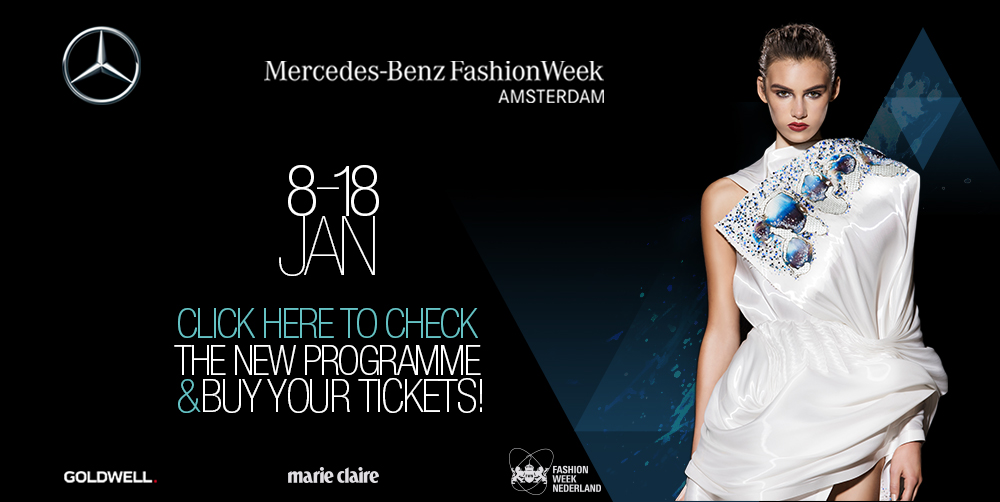 Mercedes-Benz FashionWeek
AMSTERDAM
8–18
JAN
CLICK HERE TO CHECK
THE NEW PROGRAMME
& BUY YOUR TICKETS!
GOLDWELL.
marie claire
FASHION
WEEK
NEDERLAND